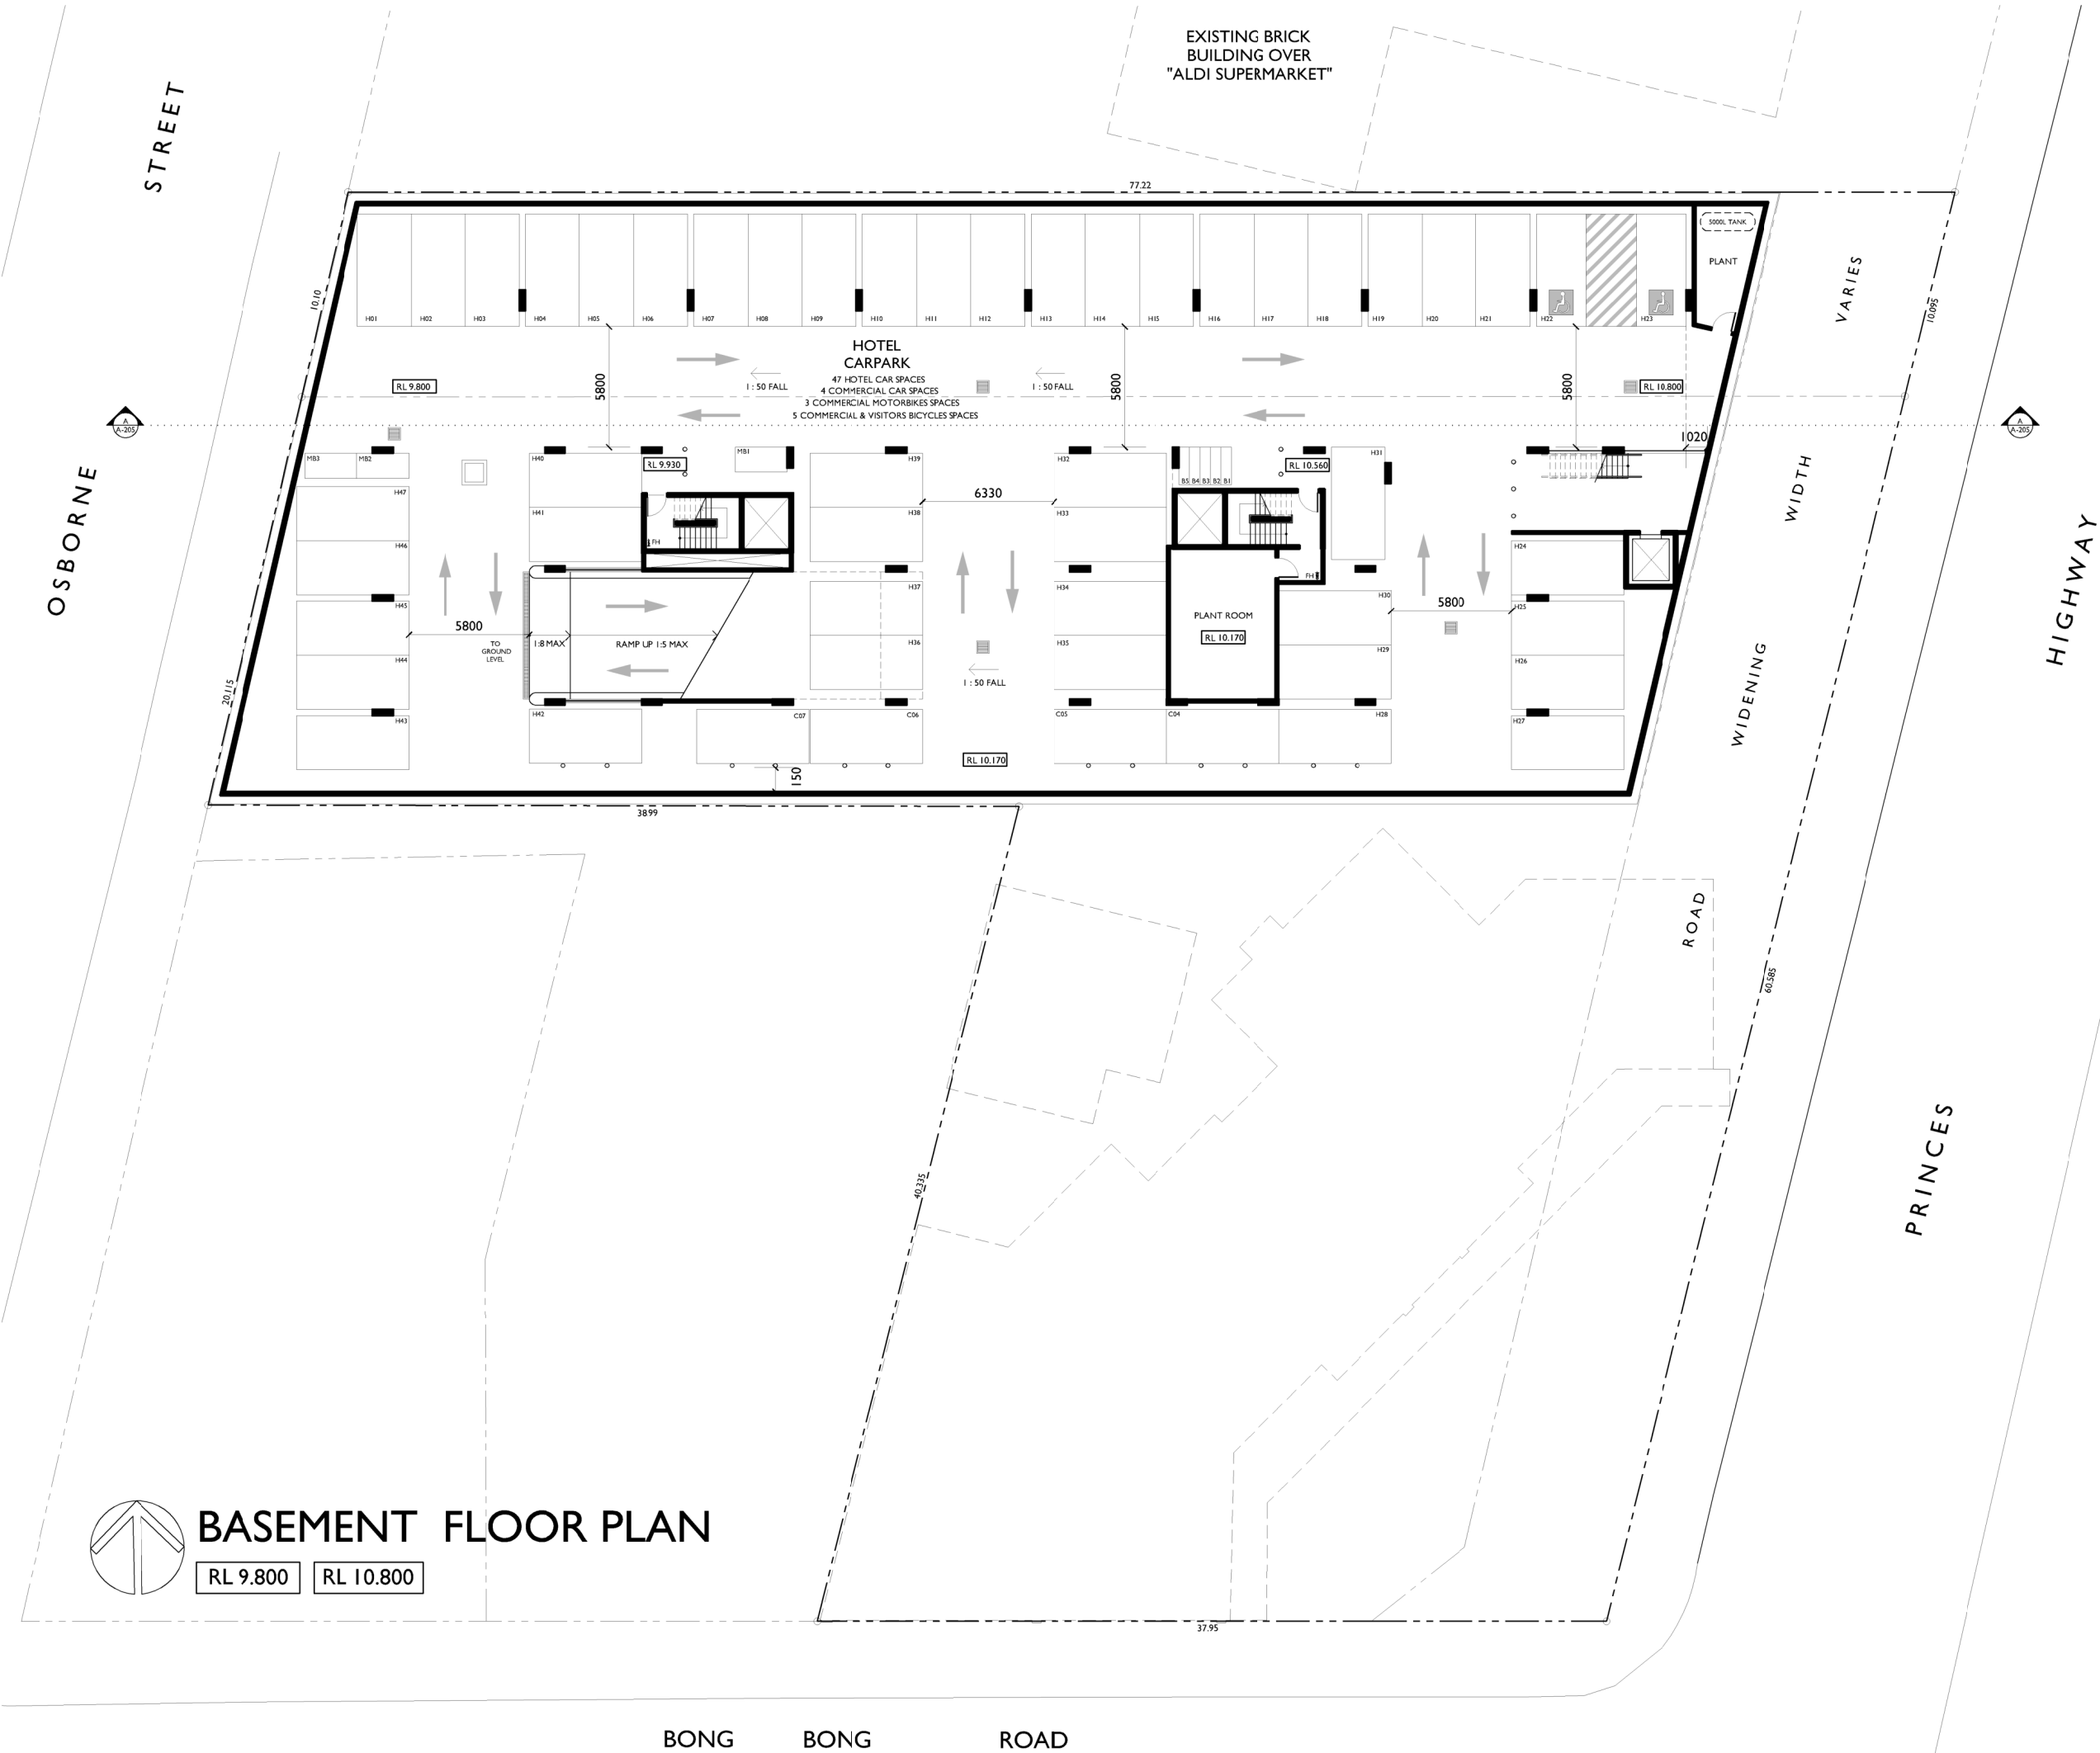 EXISTING BRICK
BUILDING OVER
"ALDI SUPERMARKET"
STREET
OSBORNE
77.22
10.10
20.115
10.095
VARIES
WIDTH
WIDENING
ROAD
HIGHWAY
PRINCES
5000L TANK
PLANT
H01
H02
H03
H04
H05
H06
H07
H08
H09
H10
H11
H12
H13
H14
H15
H16
H17
H18
H19
H20
H21
H22
H23
HOTEL
CARPARK
47 HOTEL CAR SPACES
4 COMMERCIAL CAR SPACES
3 COMMERCIAL MOTORBIKES SPACES
5 COMMERCIAL & VISITORS BICYCLES SPACES
RL 9.800
5800
1 : 50 FALL
1 : 50 FALL
5800
5800
RL 10.800
A
A-205
A
A-205
1020
MB3
MB2
H40
RL 9.930
MB1
H39
H32
B5
B4
B3
B2
B1
RL 10.560
H31
H47
6330
H41
H38
H33
H46
FH
H24
H37
H34
FH
H30
H45
5800
5800
H25
TO
GROUND
LEVEL
1:8 MAX
RAMP UP 1:5 MAX
H36
H35
PLANT ROOM
RL 10.170
H29
H44
H26
1 : 50 FALL
H43
H42
C07
C06
C05
C04
H28
H27
RL 10.170
150
38.99
60.585
40.335
37.95
BASEMENT FLOOR PLAN
RL 9.800
RL 10.800
BONG BONG ROAD